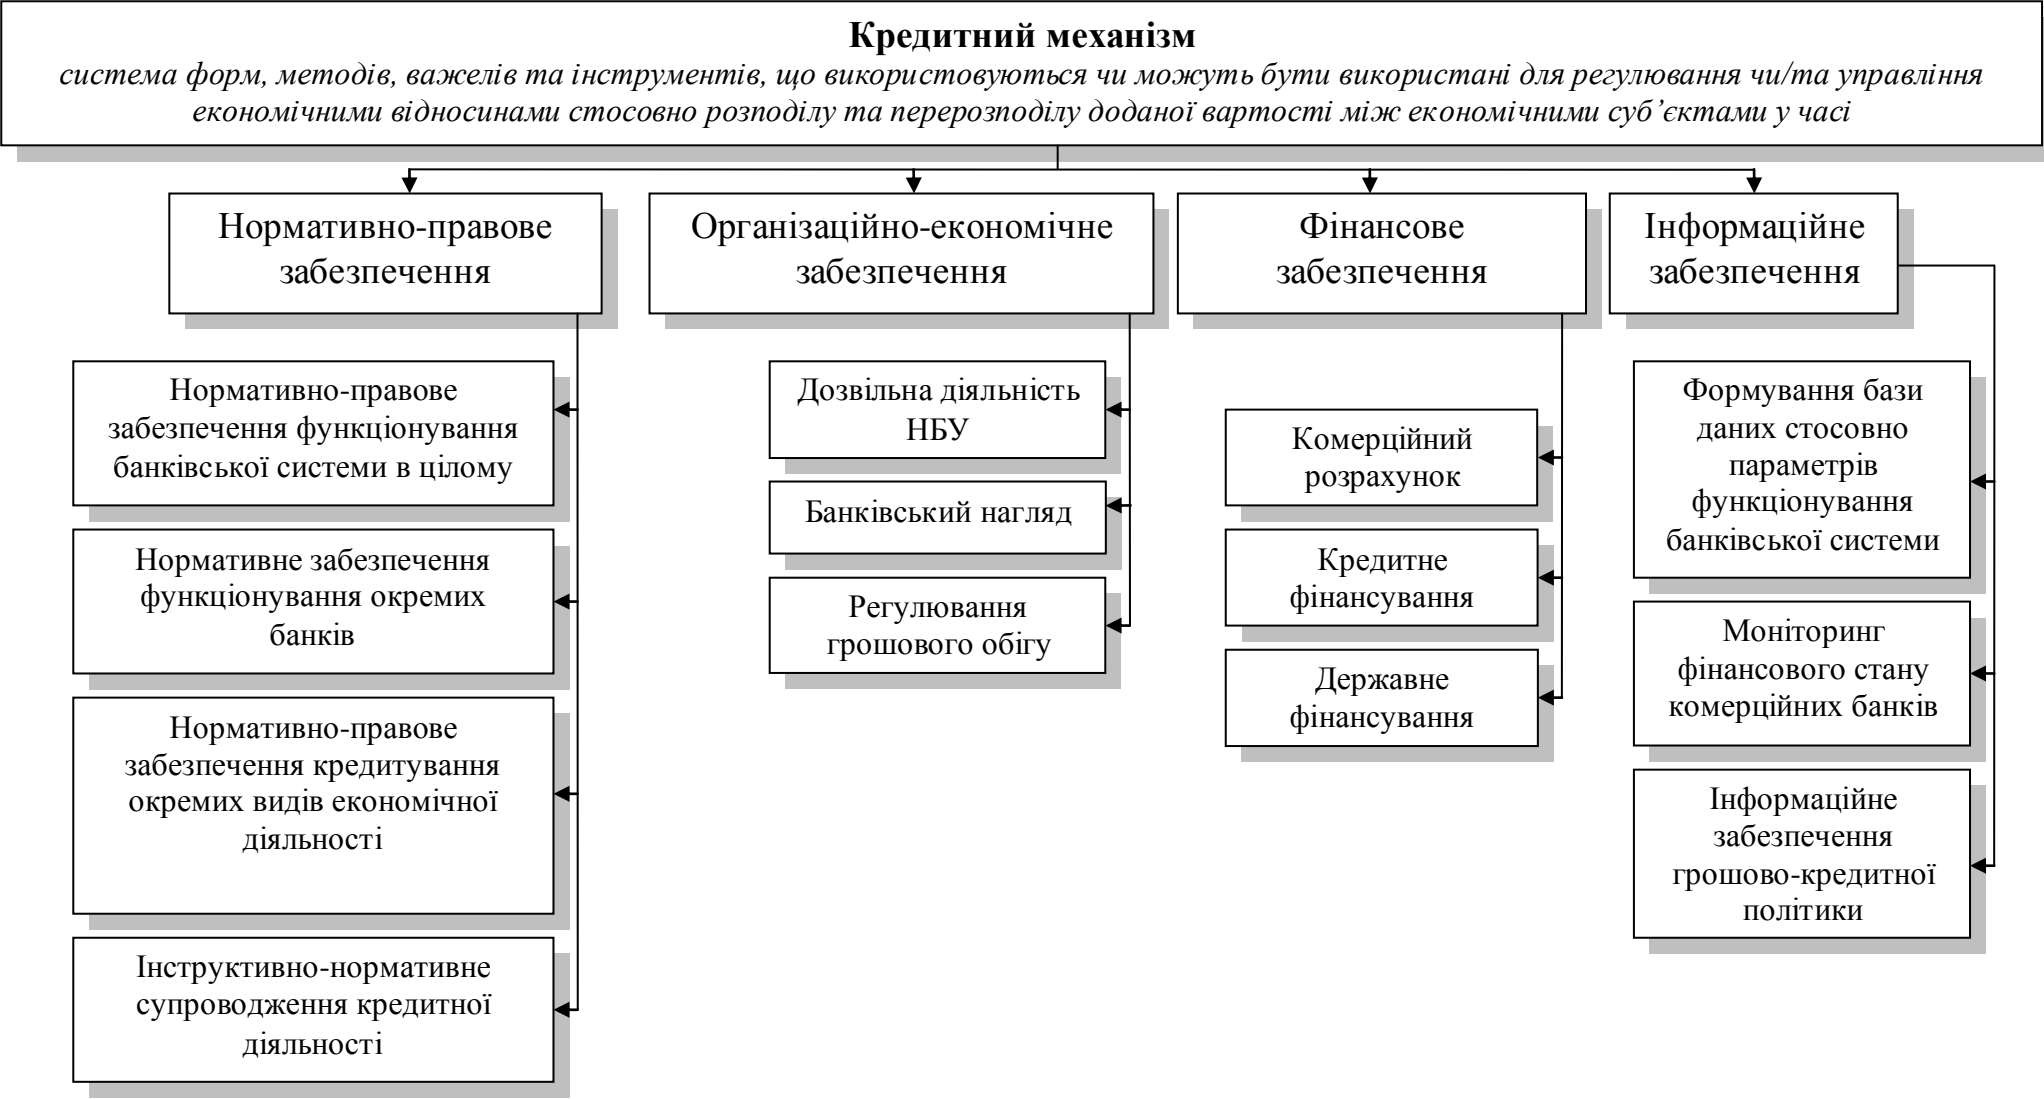 Кредитний механізм
система форм, методів, важелів та інструментів, що використовуються чи можуть бути використані для регулювання чи/та управління
економічними відносинами стосовно розподілу та перерозподілу доданої вартості між економічними суб’єктами у часі
Нормативно-правове
забезпечення
Організаційно-економічне
забезпечення
Фінансове
забезпечення
Інформаційне
забезпечення
Нормативно-правове
забезпечення функціонування
банківської системи в цілому
Нормативне забезпечення
функціонування окремих
банків
Нормативно-правове
забезпечення кредитування
окремих видів економічної
діяльності
Інструктивно-нормативне
супроводження кредитної
діяльності
Дозвільна діяльність
НБУ
Банківський нагляд
Регулювання
грошового обігу
Комерційний
розрахунок
Кредитне
фінансування
Державне
фінансування
Формування бази
даних стосовно
параметрів
функціонування
банківської системи
Моніторинг
фінансового стану
комерційних банків
Інформаційне
забезпечення
грошово-кредитної
політики